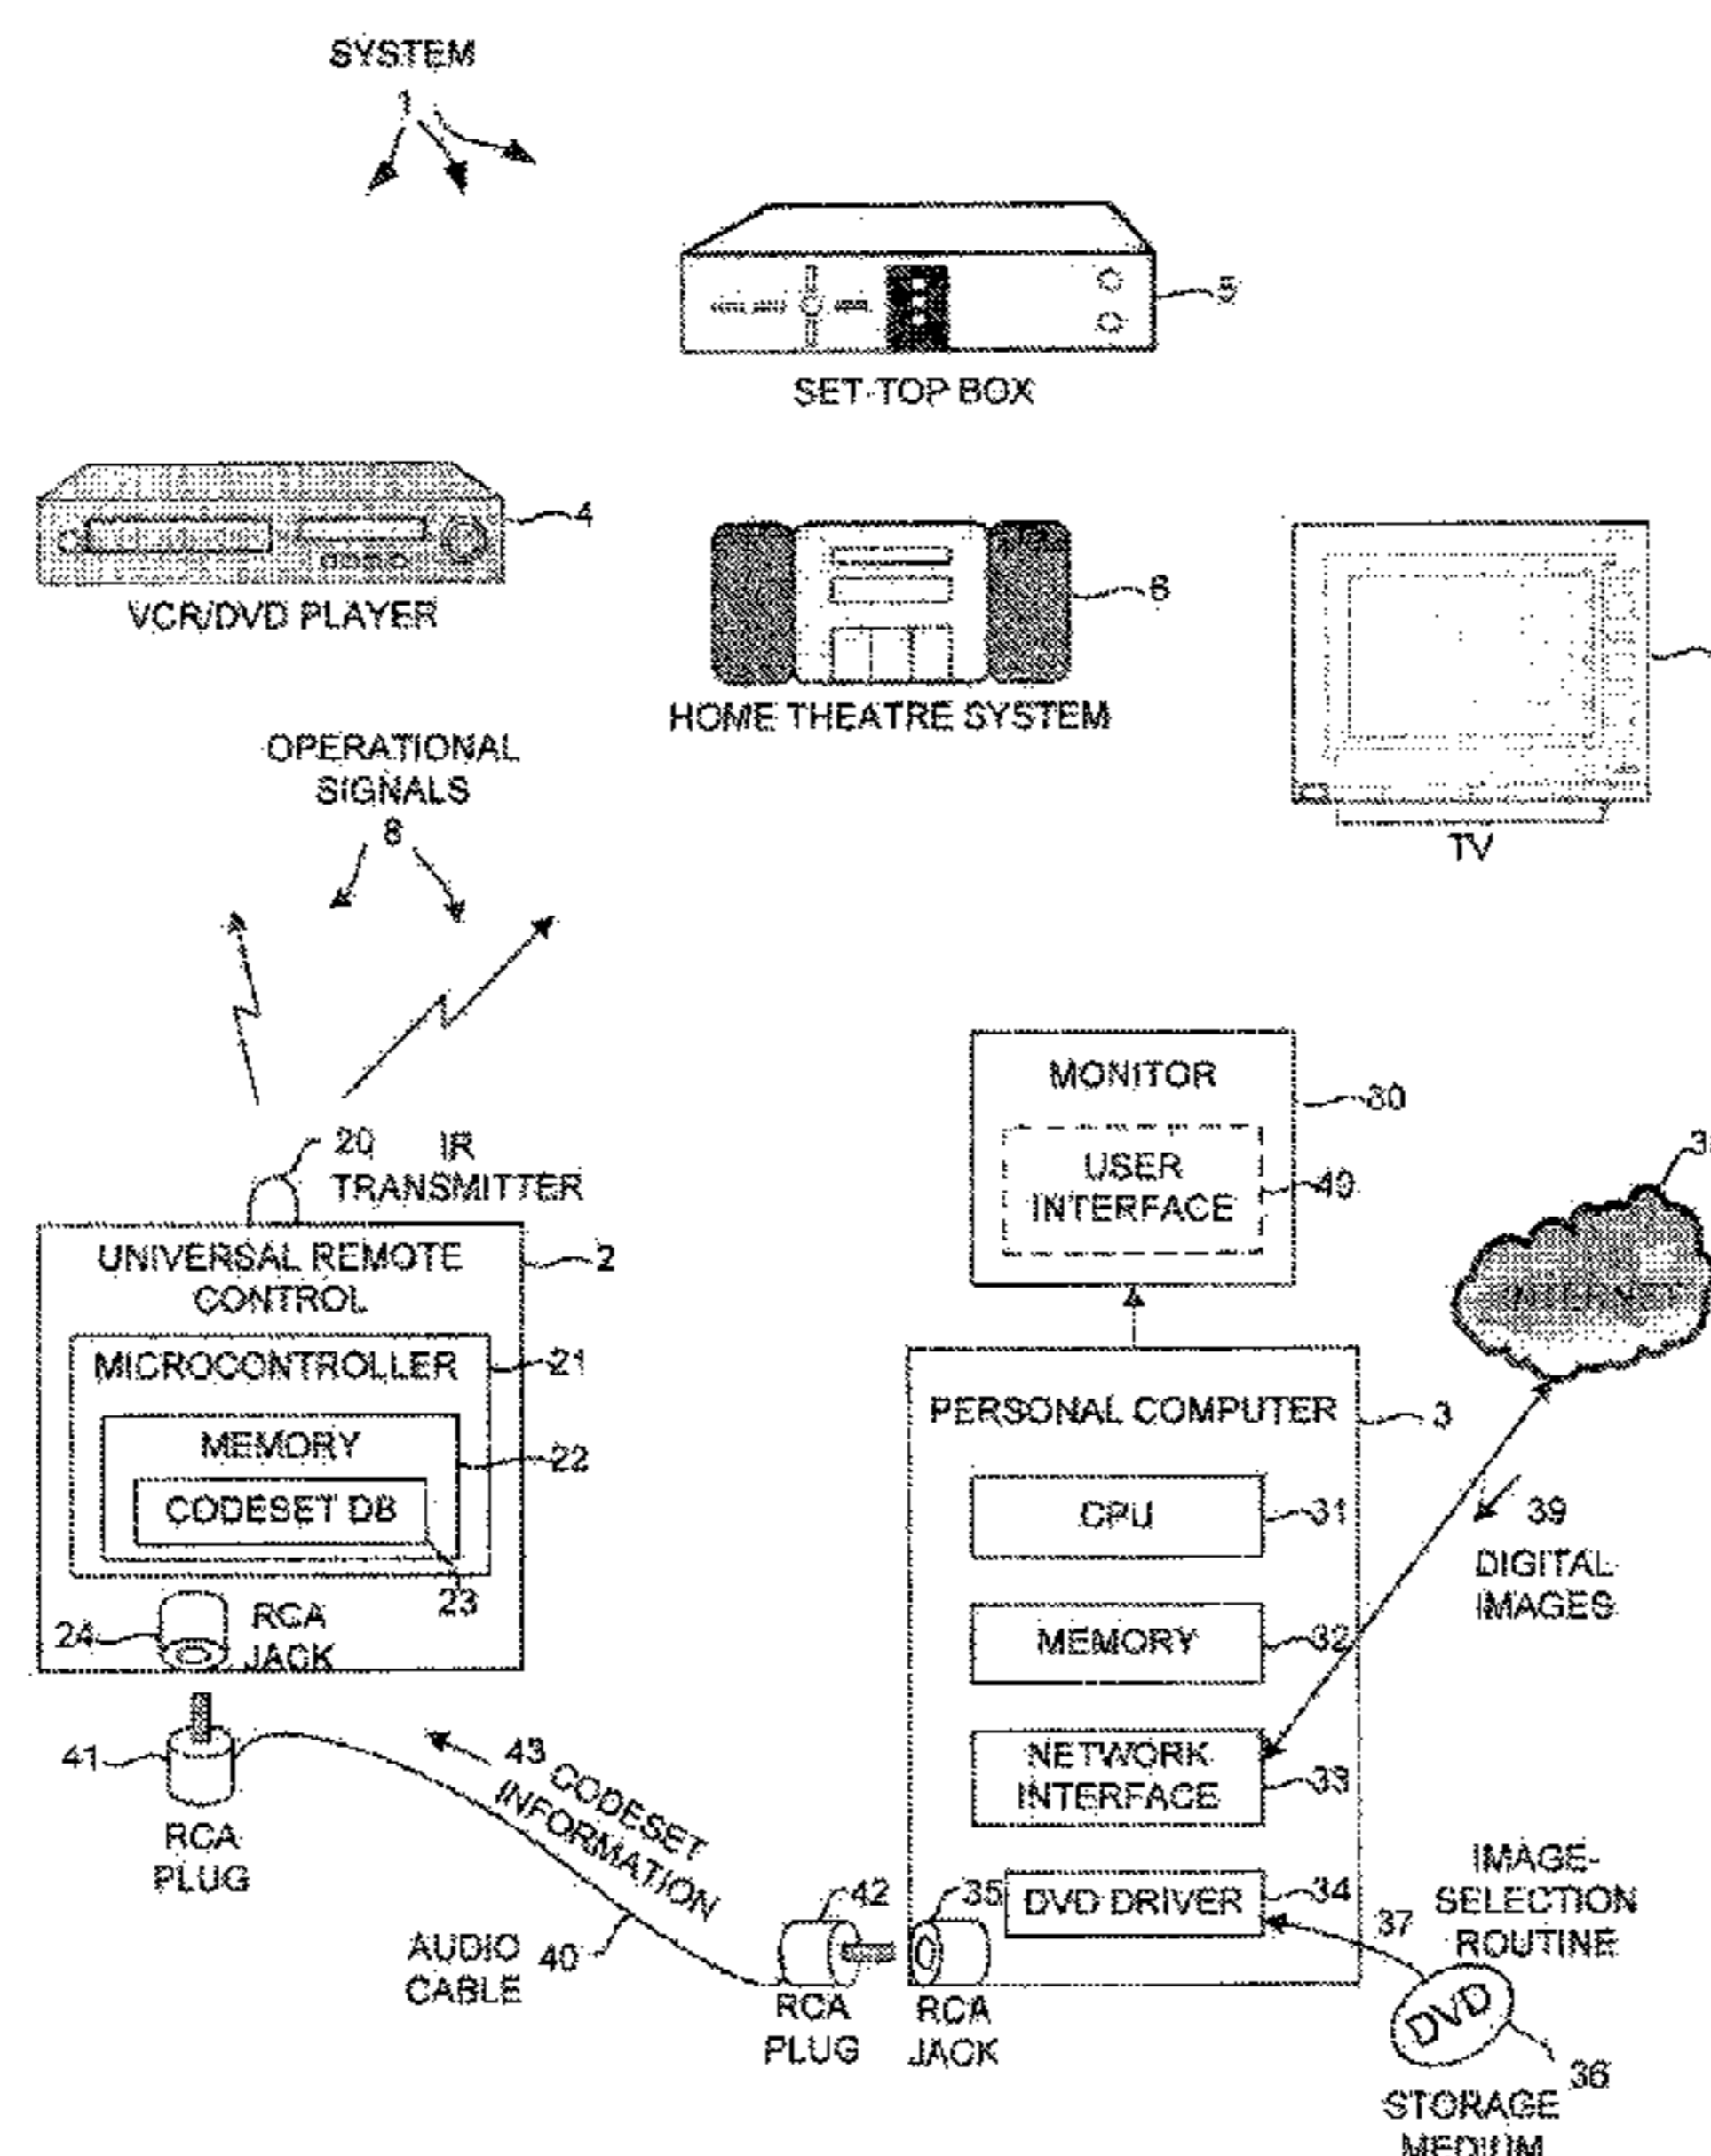 SYSTEM
1
5
SET-TOP BOX
4
VCR/DVD PLAYER
6
HOME THEATRE SYSTEM
TV
OPERATIONAL
SIGNALS
8
20
IR
TRANSMITTER
UNIVERSAL REMOTE
CONTROL
2
MICROCONTROLLER
21
MEMORY
22
CODESET DB
23
24
RCA
JACK
41
RCA
PLUG
43 CODESET
INFORMATION
AUDIO
CABLE
40
42
RCA
PLUG
MONITOR
30
USER
INTERFACE
40
INTERNET
PERSONAL COMPUTER
3
CPU
31
MEMORY
32
NETWORK
INTERFACE
33
DVD DRIVER
34
35
RCA
JACK
39
DIGITAL
IMAGES
IMAGE-
SELECTION
ROUTINE
37
DVD
36
STORAGE
MEDIUM